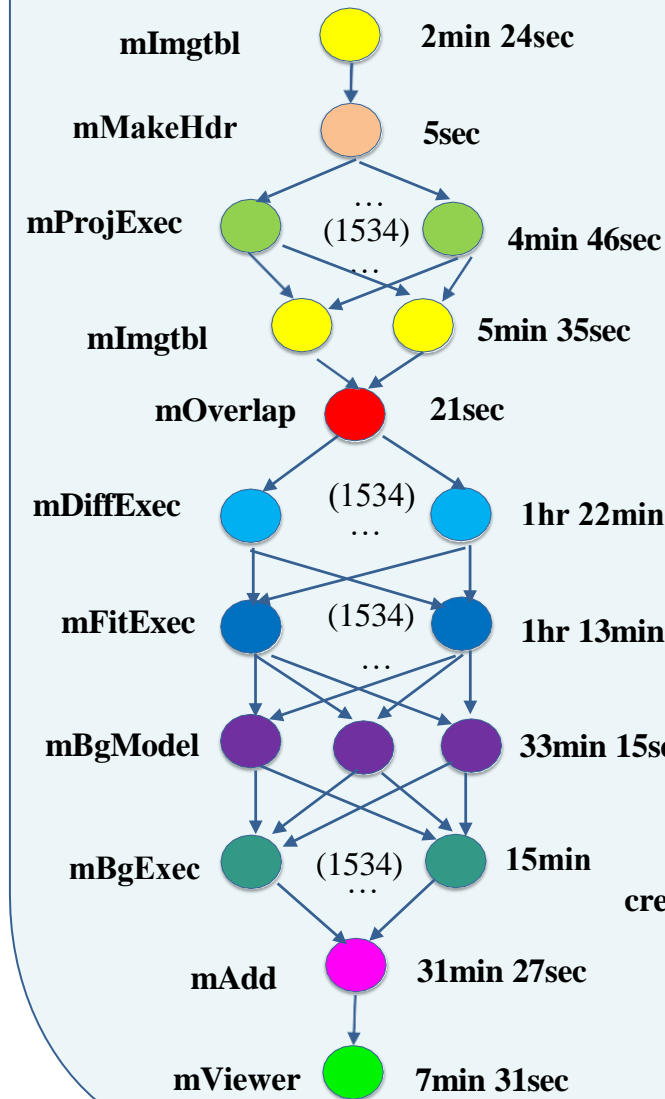 mImgtbl 2min 24sec
mMakeHdr 5sec
…
mProjExec (1534) 4min 46sec
…
mImgtbl 5min 35sec
mOverlap 21sec
mDiffExec (1534) 1hr 22min
…
mFitExec (1534) 1hr 13min
…
mBgModel 33min 15se
mBgExec (1534) 15min
…
cre
mAdd 31min 27sec
mViewer 7min 31sec